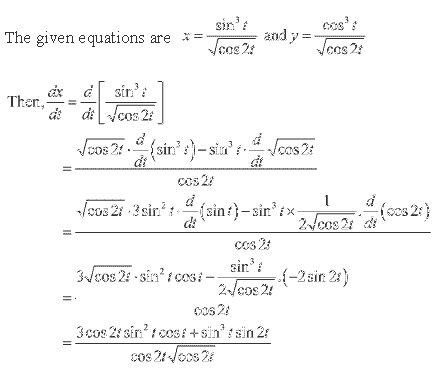 The given equations are x = sin³ t / √cos 2t and y = cos³ t / √cos 2t
Then, dx/dt = d/dt [ sin³ t / √cos 2t ]
= ( √cos 2t · d/dt (sin³ t) − sin³ t · d/dt √cos 2t ) / cos 2t
= ( √cos 2t · 3 sin² t · d/dt (sin t) − sin³ t × 1/(2√cos 2t) · d/dt (cos 2t) ) / cos 2t
= ( 3√cos 2t · sin² t cos t − sin³ t/(2√cos 2t) · (−2 sin 2t) ) / cos 2t
= ( 3 cos 2t sin² t cos t + sin³ t sin 2t ) / ( cos 2t √cos 2t )